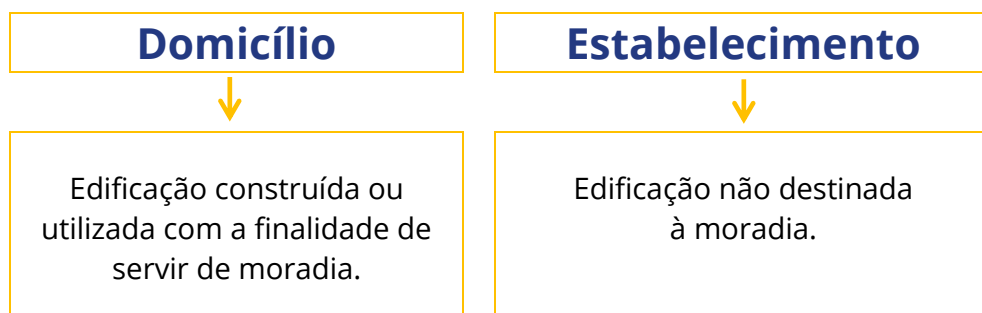 Domicílio
Edificação construída ou
utilizada com a finalidade de
servir de moradia.
Estabelecimento
Edificação não destinada
à moradia.